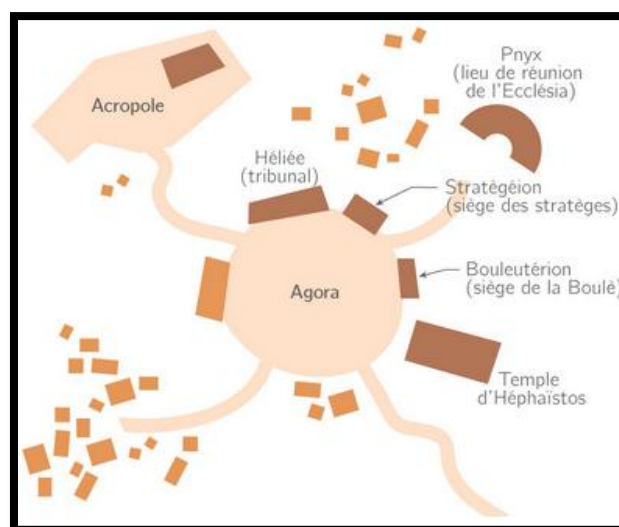 Pnyx
(lieu de réunion
de l'Ecclésia)
Acropole
Héliée
(tribunal)
Stratégéion
(siège des stratèges)
Agora
Bouleutérion
(siège de la Boulè)
Temple
d'Héphaïstos